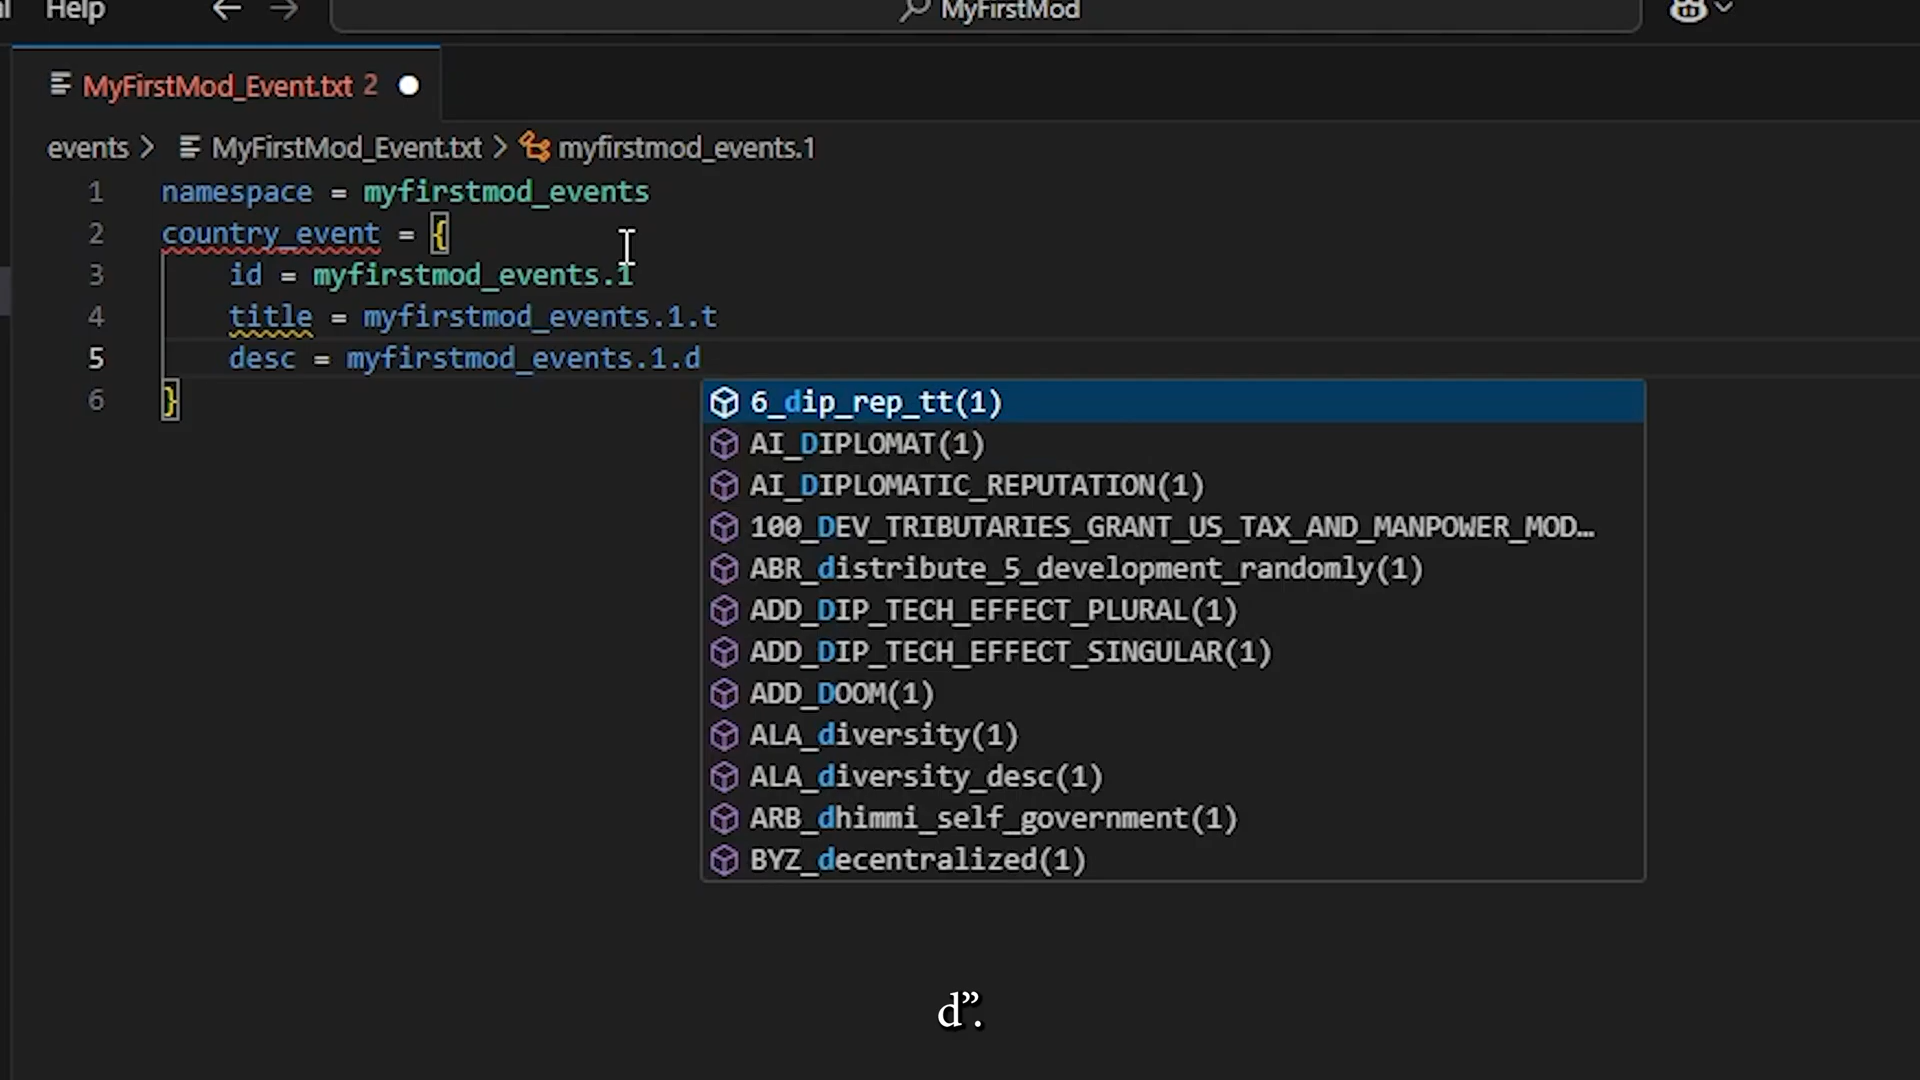 Help
MyFirstMod
MyFirstMod_Event.txt 2
events > MyFirstMod_Event.txt > myfirstmod_events.1
1 namespace = myfirstmod_events
2 country_event = {
3 id = myfirstmod_events.1
4 title = myfirstmod_events.1.t
5 desc = myfirstmod_events.1.d
6 }
6_dip_rep_tt(1)
AI_DIPLOMAT(1)
AI_DIPLOMATIC_REPUTATION(1)
100_DEV_TRIBUTARIES_GRANT_US_TAX_AND_MANPOWER_MOD…
ABR_distribute_5_development_randomly(1)
ADD_DIP_TECH_EFFECT_PLURAL(1)
ADD_DIP_TECH_EFFECT_SINGULAR(1)
ADD_DOOM(1)
ALA_diversity(1)
ALA_diversity_desc(1)
ARB_dhimmi_self_government(1)
BYZ_decentralized(1)
d”.